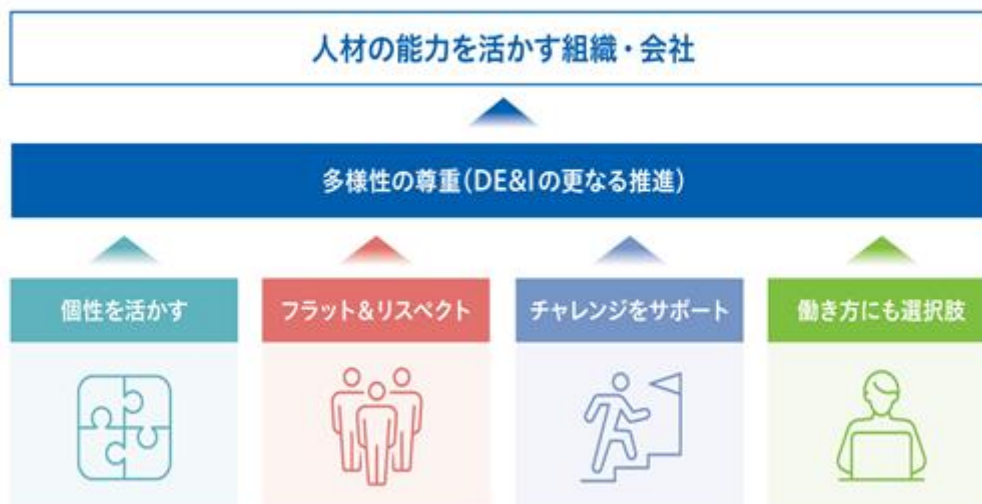 人材の能力を活かす組織・会社
多様性の尊重(DE&Iの更なる推進)
個性を活かす
フラット&リスペクト
チャレンジをサポート
働き方にも選択肢